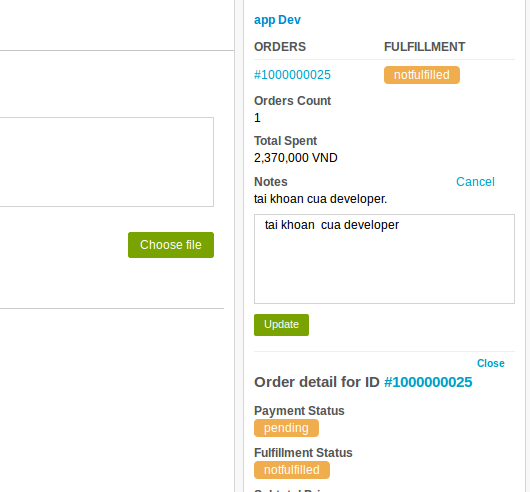 app Dev
ORDERS FULFILLMENT
#1000000025 notfulfilled
Orders Count
1
Total Spent
2,370,000 VND
Notes Cancel
tai khoan cua developer.
tai khoan  cua developer
Choose file
Update
Close
Order detail for ID #1000000025
Payment Status
pending
Fulfillment Status
notfulfilled